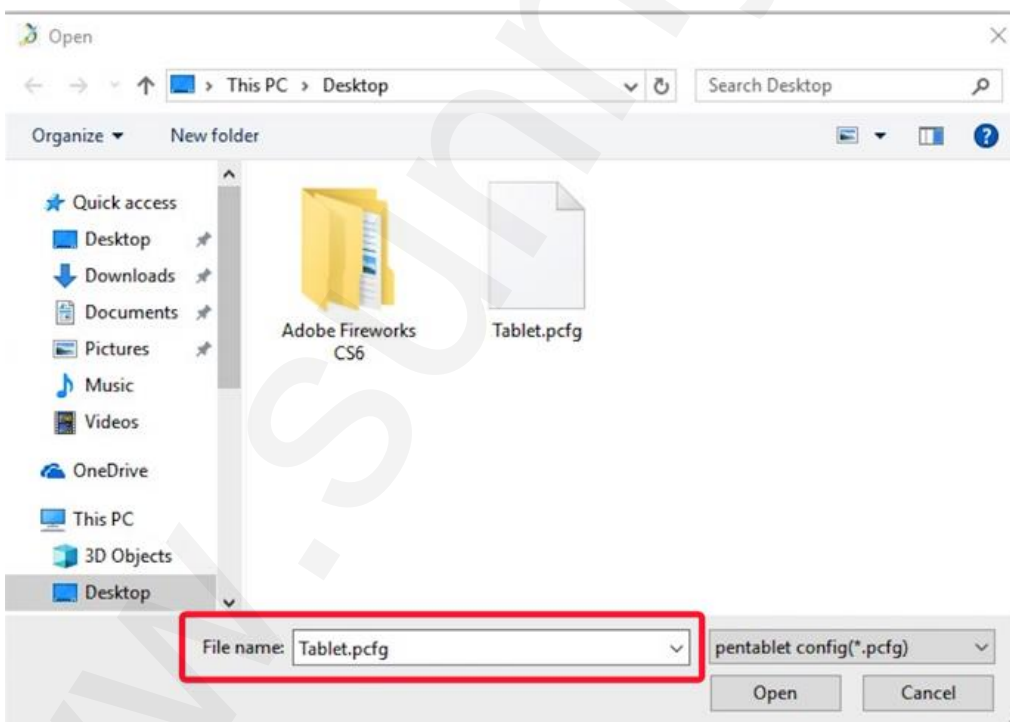 Open
This PC > Desktop
Search Desktop
Organize
New folder
Quick access
Desktop
Downloads
Documents
Pictures
Music
Videos
OneDrive
This PC
3D Objects
Desktop
Adobe Fireworks
CS6
Tablet.pcfg
File name: Tablet.pcfg
pentablet config(*.pcfg)
Open
Cancel